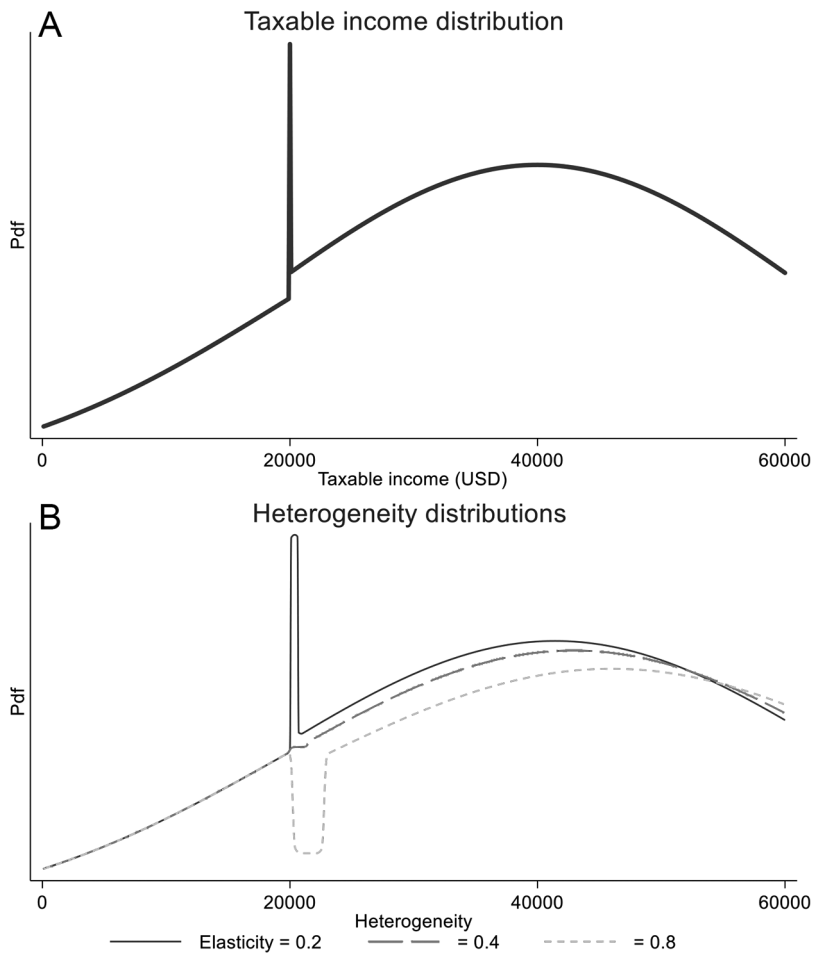 A
Taxable income distribution
Pdf
0 20000 40000 60000
Taxable income (USD)
B
Heterogeneity distributions
Pdf
0 20000 40000 60000
Heterogeneity
Elasticity = 0.2 = 0.4 = 0.8